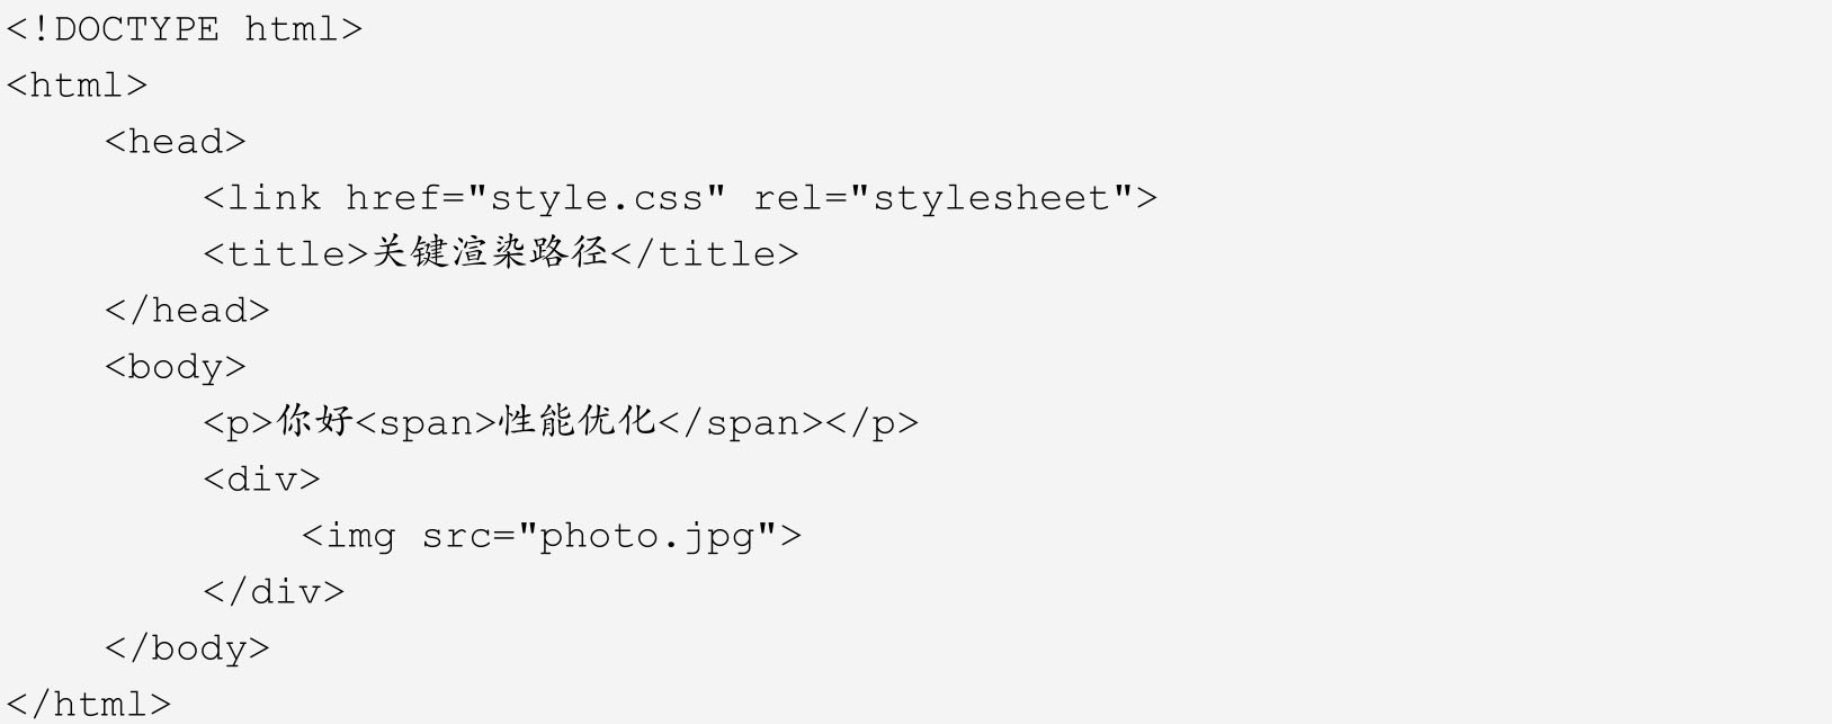 <!DOCTYPE html>
<html>
    <head>
        <link href="style.css" rel="stylesheet">
        <title>关键渲染路径</title>
    </head>
    <body>
        <p>你好<span>性能优化</span></p>
        <div>
            <img src="photo.jpg">
        </div>
    </body>
</html>